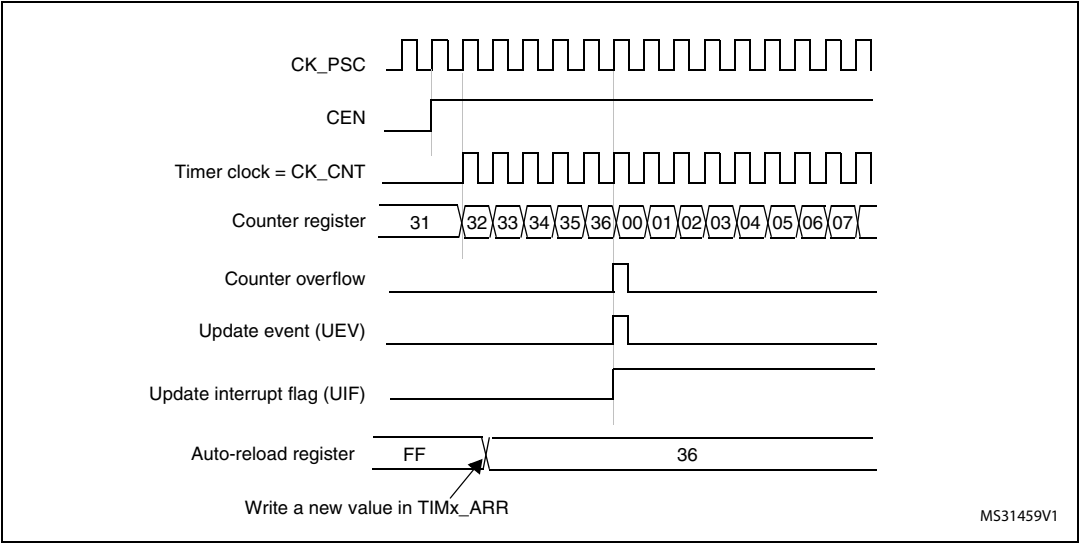 CK_PSC
CEN
Timer clock = CK_CNT
Counter register 31 32 33 34 35 36 00 01 02 03 04 05 06 07
Counter overflow
Update event (UEV)
Update interrupt flag (UIF)
Auto-reload register FF 36
Write a new value in TIMx_ARR
MS31459V1